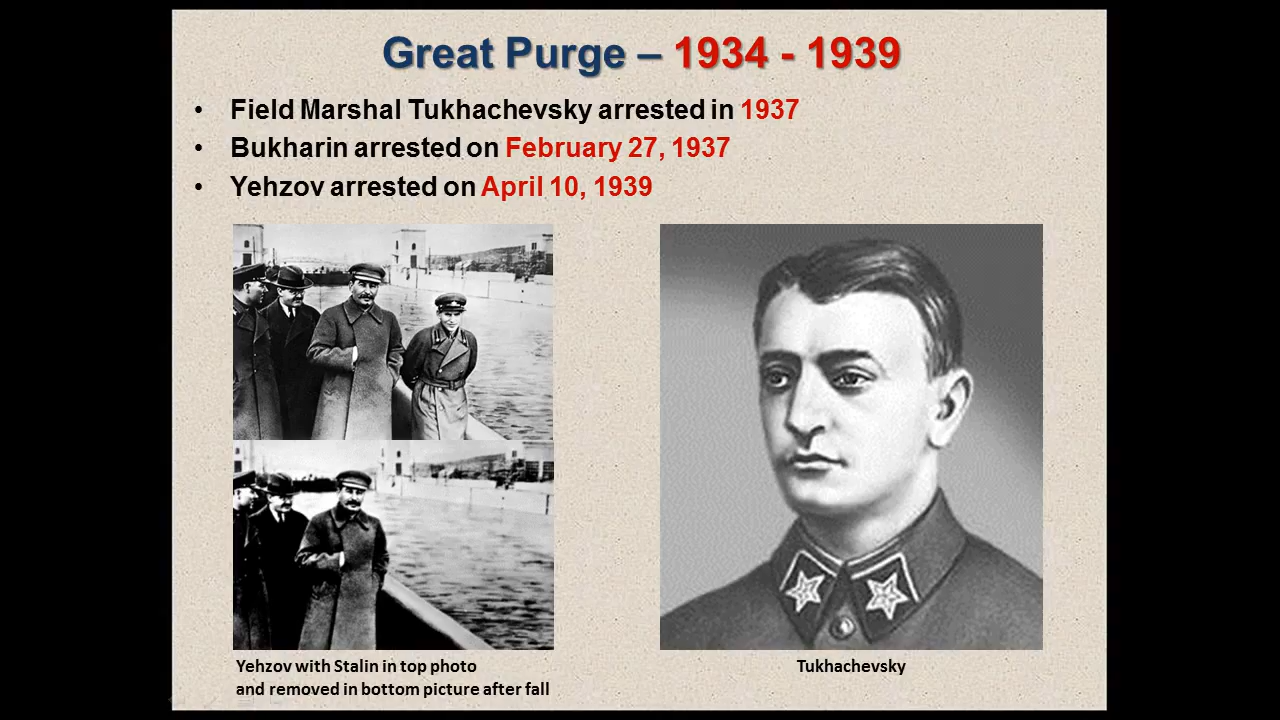 Great Purge – 1934 - 1939
• Field Marshal Tukhachevsky arrested in 1937
• Bukharin arrested on February 27, 1937
• Yehzov arrested on April 10, 1939
Yehzov with Stalin in top photo
and removed in bottom picture after fall
Tukhachevsky